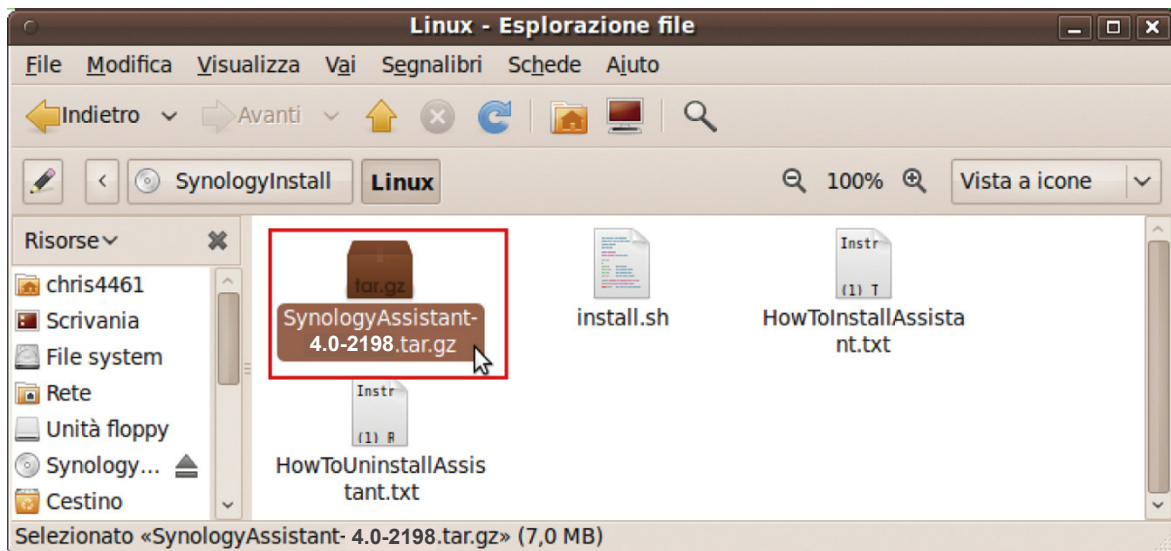 Linux - Esplorazione file
File Modifica Visualizza Vai Segnalibri Schede Aiuto
Indietro Avanti
SynologyInstall Linux 100% Vista a icone
Risorse
chris4461
Scrivania
File system
Rete
Unità floppy
Synology...
Cestino
tar.gz
SynologyAssistant-
4.0-2198.tar.gz
install.sh
Instr
(1) T
HowToInstallAssista
nt.txt
Instr
(1) R
HowToUninstallAssis
tant.txt
Selezionato «SynologyAssistant- 4.0-2198.tar.gz» (7,0 MB)